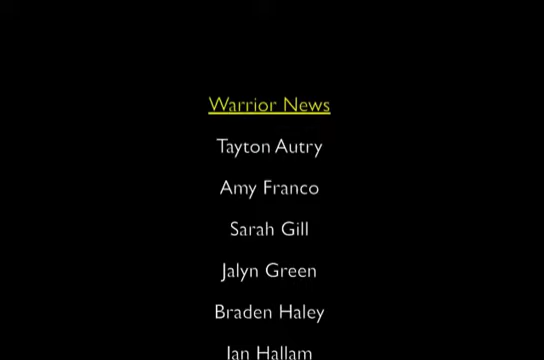 Warrior News
Tayton Autry
Amy Franco
Sarah Gill
Jalyn Green
Braden Haley
Ian Hallam